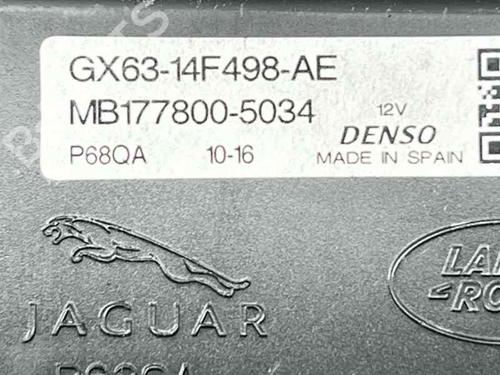 GX63-14F498-AE
MB177800-5034
12V
DENSO
P68QA 10-16 MADE IN SPAIN
JAGUAR